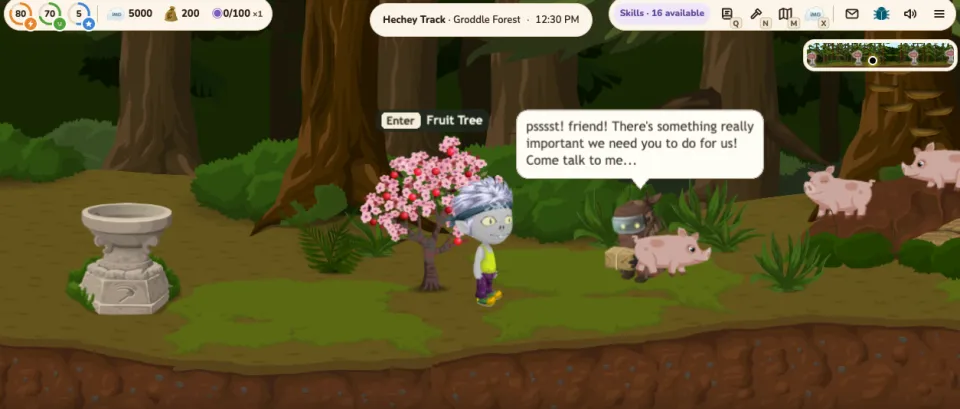 80
70
5
iMG 5000
200
0/100 ×1
Hechey Track · Groddle Forest · 12:30 PM
Skills · 16 available
Q
N
M
iMG
X
Enter Fruit Tree
psssst! friend! There's something really
important we need you to do for us!
Come talk to me...